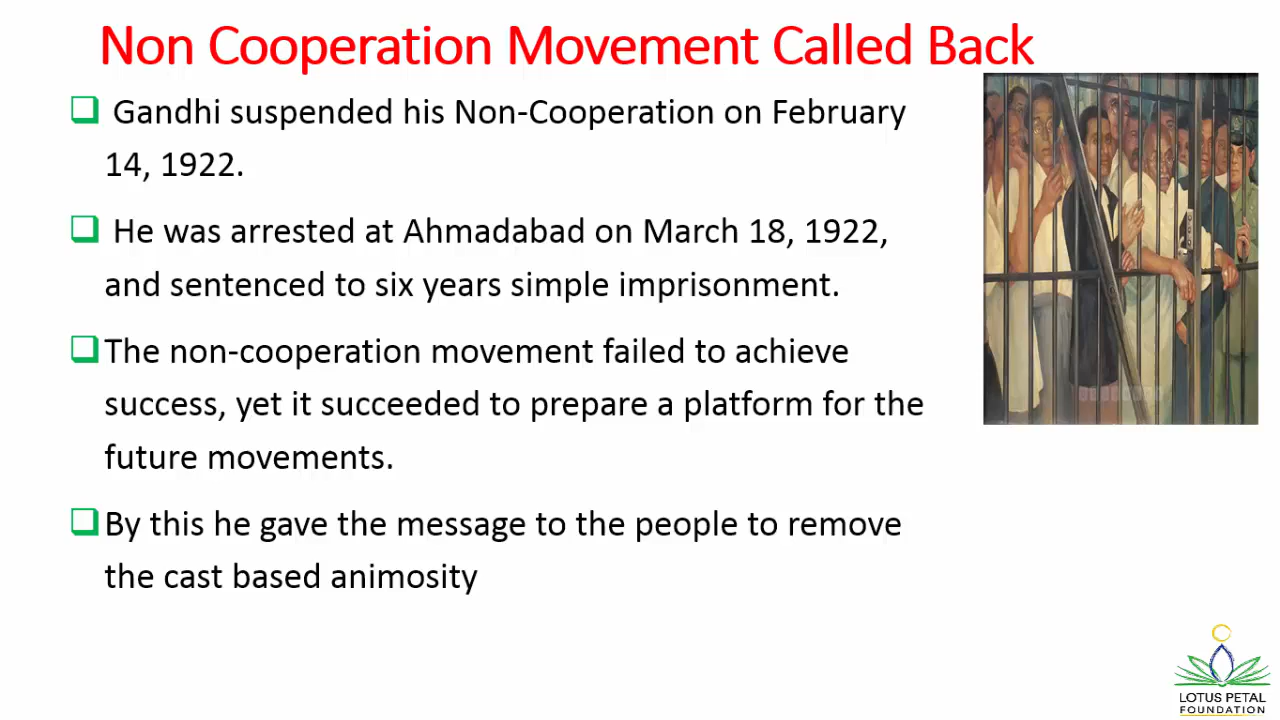 Non Cooperation Movement Called Back
Gandhi suspended his Non-Cooperation on February
14, 1922.
He was arrested at Ahmadabad on March 18, 1922,
and sentenced to six years simple imprisonment.
The non-cooperation movement failed to achieve
success, yet it succeeded to prepare a platform for the
future movements.
By this he gave the message to the people to remove
the cast based animosity
LOTUS PETAL
FOUNDATION